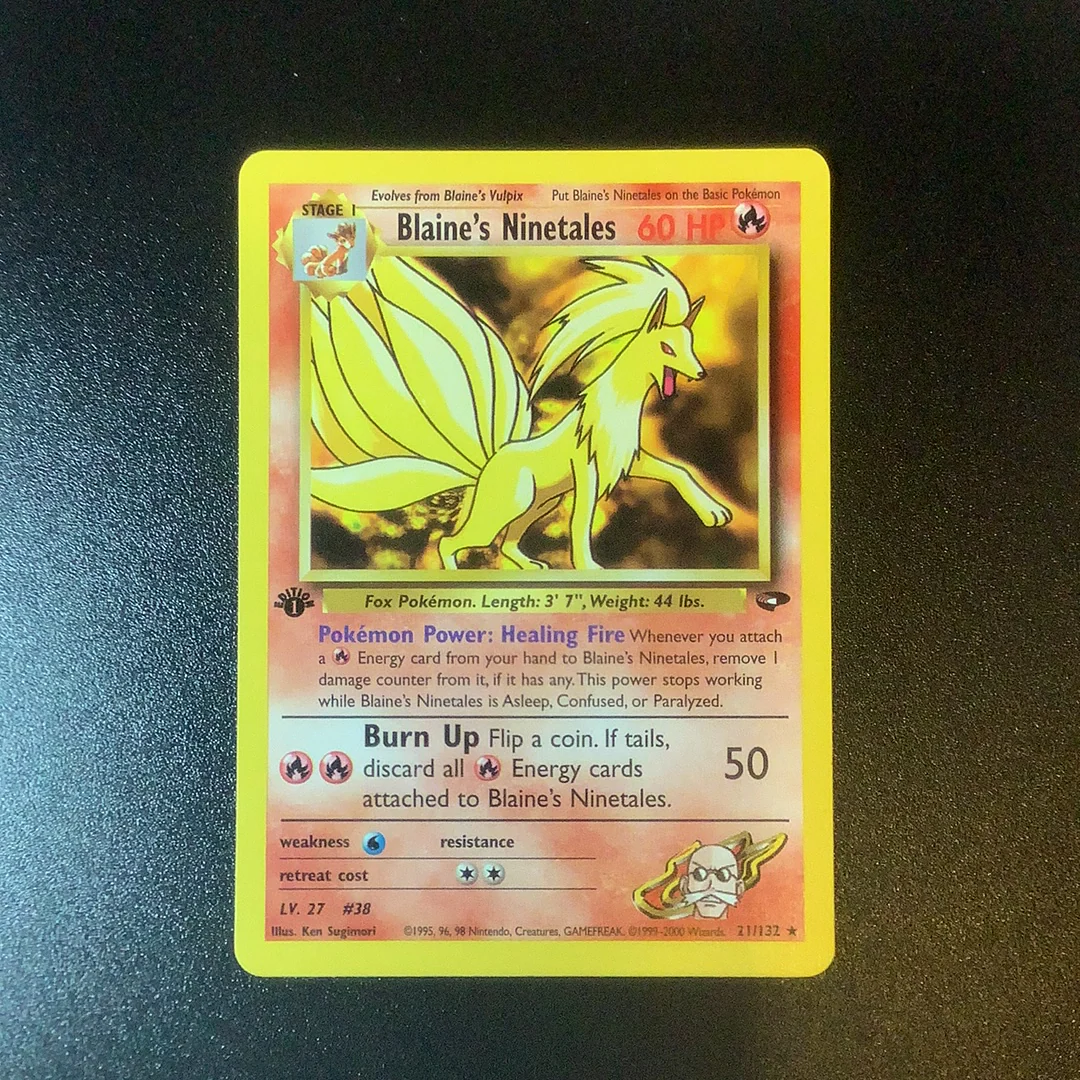 Evolves from Blaine's Vulpix Put Blaine's Ninetales on the Basic Pokémon
STAGE 1
Blaine's Ninetales 60 HP
EDITION
1
Fox Pokémon. Length: 3' 7", Weight: 44 lbs.
Pokémon Power: Healing Fire Whenever you attach
a Energy card from your hand to Blaine's Ninetales, remove 1
damage counter from it, if it has any. This power stops working
while Blaine's Ninetales is Asleep, Confused, or Paralyzed.
Burn Up Flip a coin. If tails,
discard all Energy cards
attached to Blaine's Ninetales.
50
weakness resistance
retreat cost
LV. 27 #38
Illus. Ken Sugimori ©1995, 96, 98 Nintendo, Creatures, GAMEFREAK. ©1999-2000 Wizards. 21/132 ★